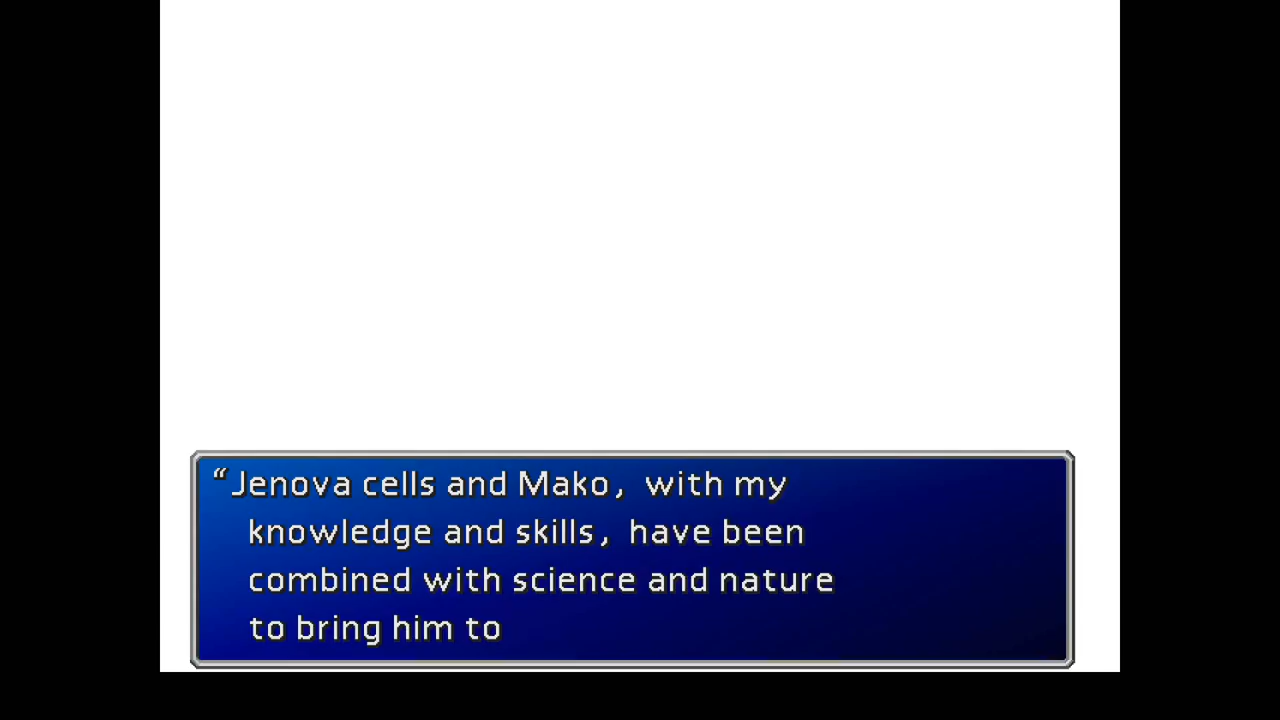 “Jenova cells and Mako, with my
knowledge and skills, have been
combined with science and nature
to bring him to